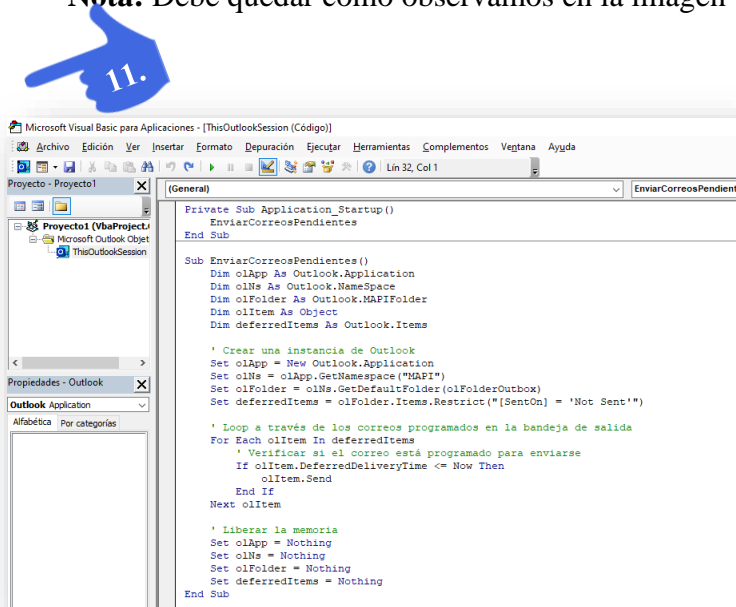 Nota: Debe quedar como observamos en la imagen
11.
Microsoft Visual Basic para Aplicaciones - [ThisOutlookSession (Código)]
Archivo Edición Ver Insertar Formato Depuración Ejecutar Herramientas Complementos Ventana Ayuda
Lín 32, Col 1
Proyecto - Proyecto1
Proyecto1 (VbaProject.
Microsoft Outlook Objet
ThisOutlookSession
Propiedades - Outlook
Outlook Application
Alfabética Por categorías
(General) EnviarCorreosPendient
Private Sub Application_Startup()
    EnviarCorreosPendientes
End Sub
Sub EnviarCorreosPendientes()
    Dim olApp As Outlook.Application
    Dim olNs As Outlook.NameSpace
    Dim olFolder As Outlook.MAPIFolder
    Dim olItem As Object
    Dim deferredItems As Outlook.Items
    ' Crear una instancia de Outlook
    Set olApp = New Outlook.Application
    Set olNs = olApp.GetNamespace("MAPI")
    Set olFolder = olNs.GetDefaultFolder(olFolderOutbox)
    Set deferredItems = olFolder.Items.Restrict("[SentOn] = 'Not Sent'")
    ' Loop a través de los correos programados en la bandeja de salida
    For Each olItem In deferredItems
        ' Verificar si el correo está programado para enviarse
        If olItem.DeferredDeliveryTime <= Now Then
            olItem.Send
        End If
    Next olItem
    ' Liberar la memoria
    Set olApp = Nothing
    Set olNs = Nothing
    Set olFolder = Nothing
    Set deferredItems = Nothing
End Sub